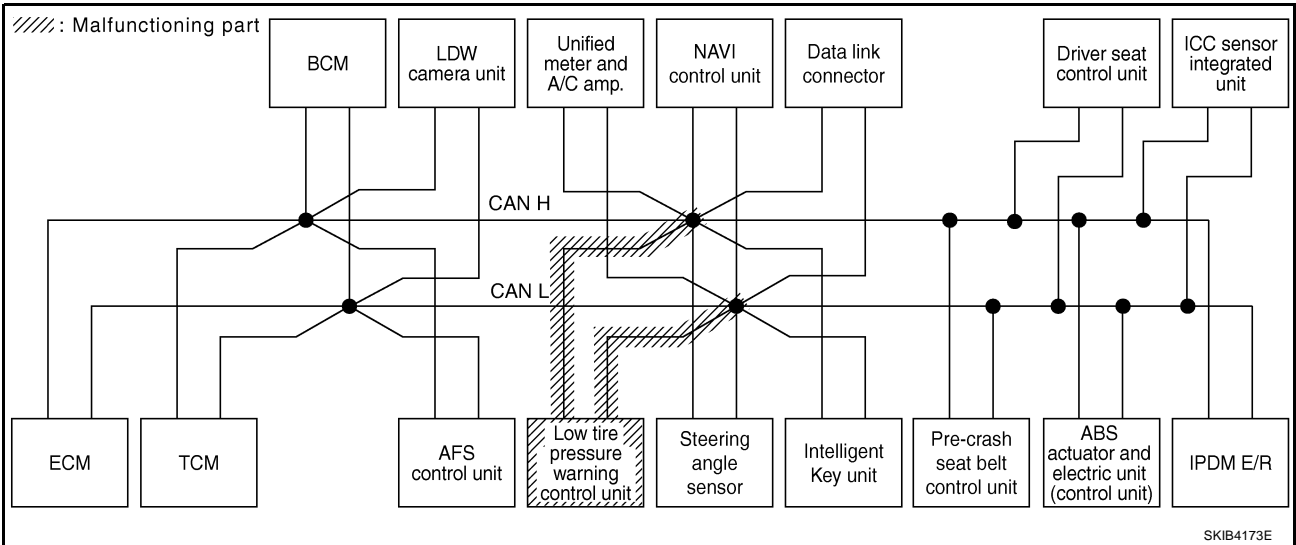 : Malfunctioning part
BCM
LDW
camera unit
Unified
meter and
A/C amp.
NAVI
control unit
Data link
connector
Driver seat
control unit
ICC sensor
integrated
unit
CAN H
CAN L
ECM
TCM
AFS
control unit
Low tire
pressure
warning
control unit
Steering
angle
sensor
Intelligent
Key unit
Pre-crash
seat belt
control unit
ABS
actuator and
electric unit
(control unit)
IPDM E/R
SKIB4173E